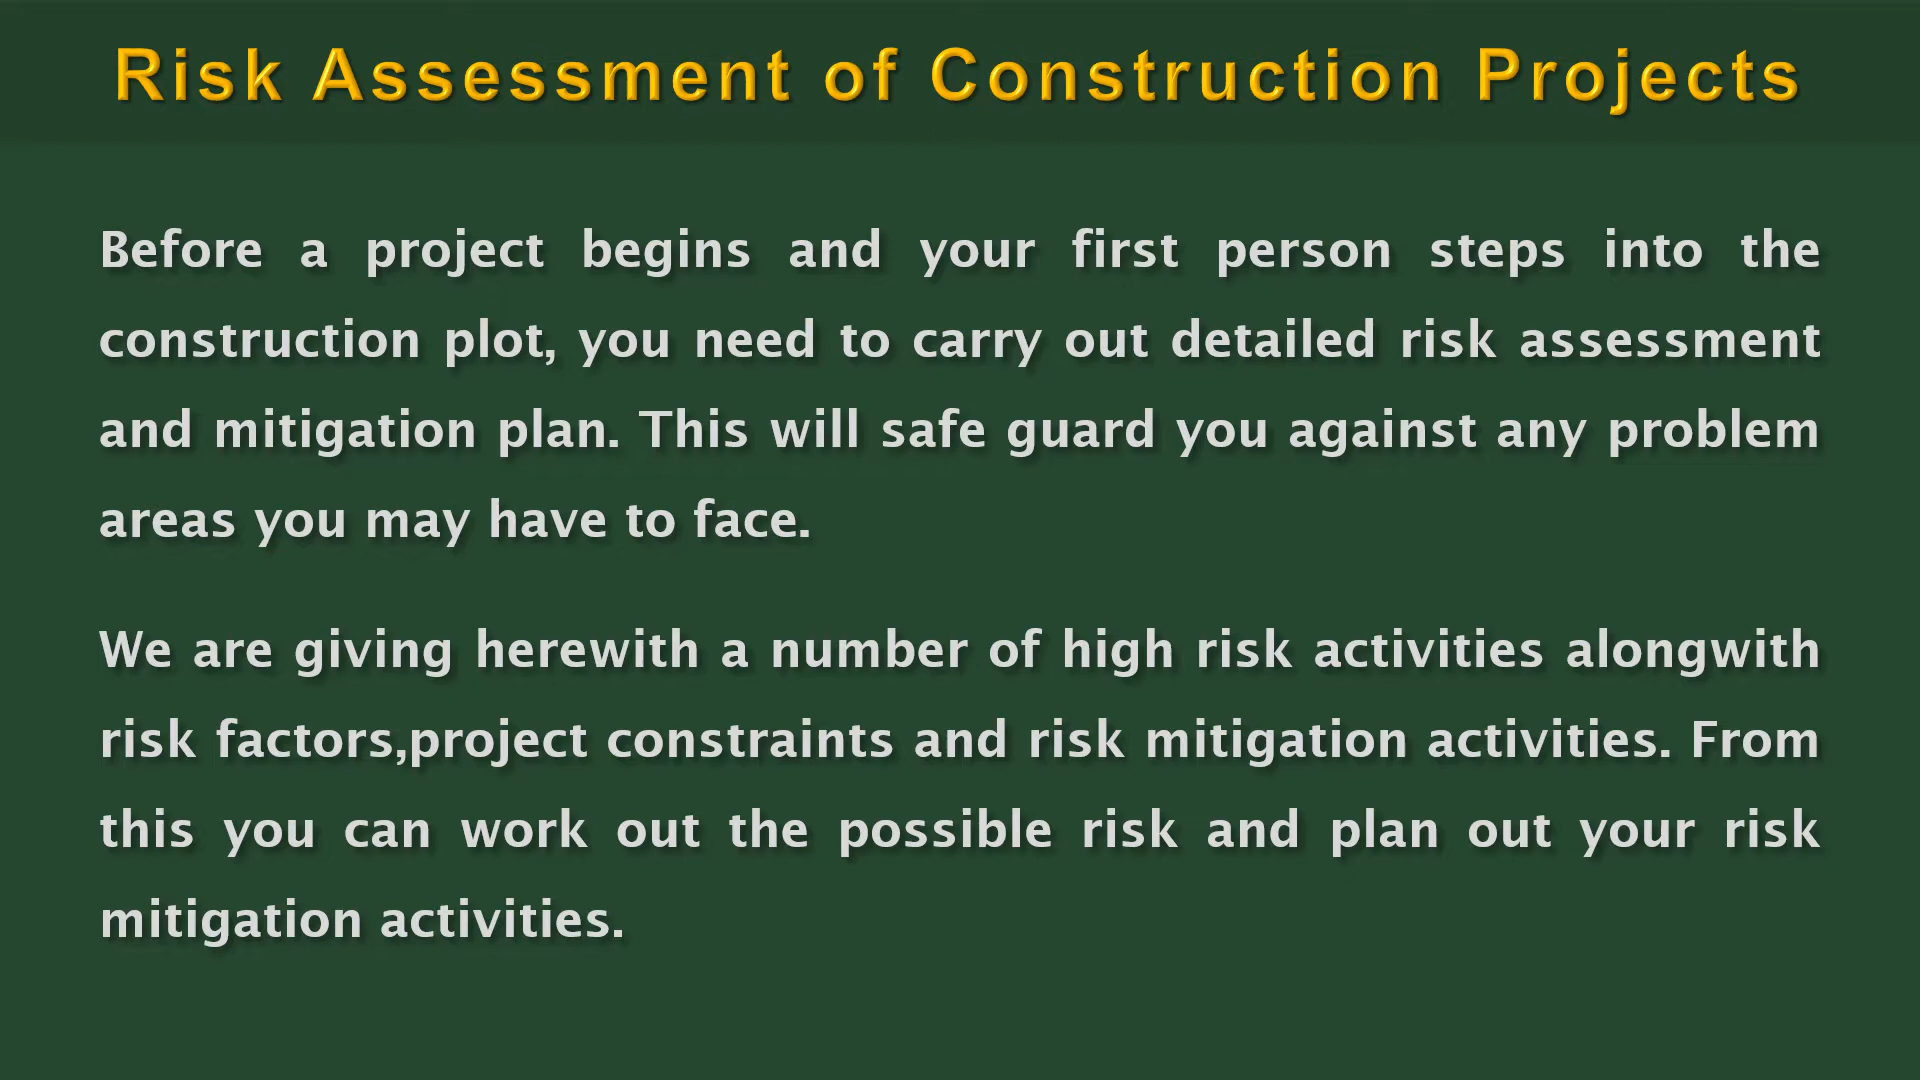 Risk Assessment of Construction Projects
Before a project begins and your first person steps into the
construction plot, you need to carry out detailed risk assessment
and mitigation plan. This will safe guard you against any problem
areas you may have to face.
We are giving herewith a number of high risk activities alongwith
risk factors,project constraints and risk mitigation activities. From
this you can work out the possible risk and plan out your risk
mitigation activities.